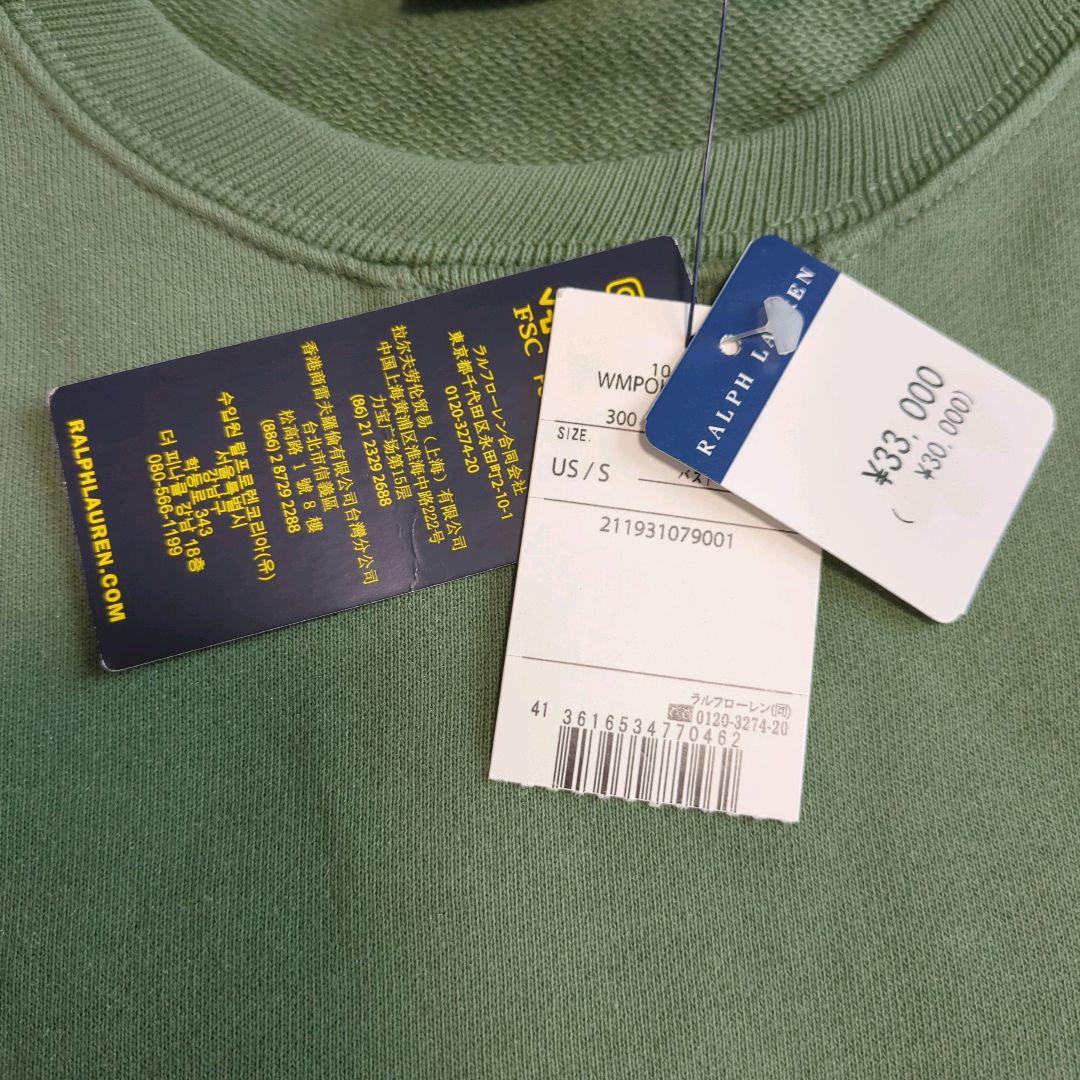 FSC
ラルフローレン合同会社
東京都千代田区永田町2-10-1
0120-3274-20
拉尔夫劳伦贸易（上海）有限公司
中国上海黄浦区淮海中路222号
力宝广场第15层
(86) 21 2329 2688
香港商雷夫羅倫有限公司台灣分公司
台北市信義區
松高路 1 號 8 樓
(886) 2 8729 2288
수입원 랄프로렌코리아(유)
서울특별시
강남구
학동로 343
더 피나클 강남 18층
080-566-1199
RALPHLAUREN.COM
10
WMPO
300
SIZE.
US / S
211931079001
ラルフローレン(同)
0120-3274-20
41
3616534770462
RALPH LAUREN
¥33,000
¥30,000)
(